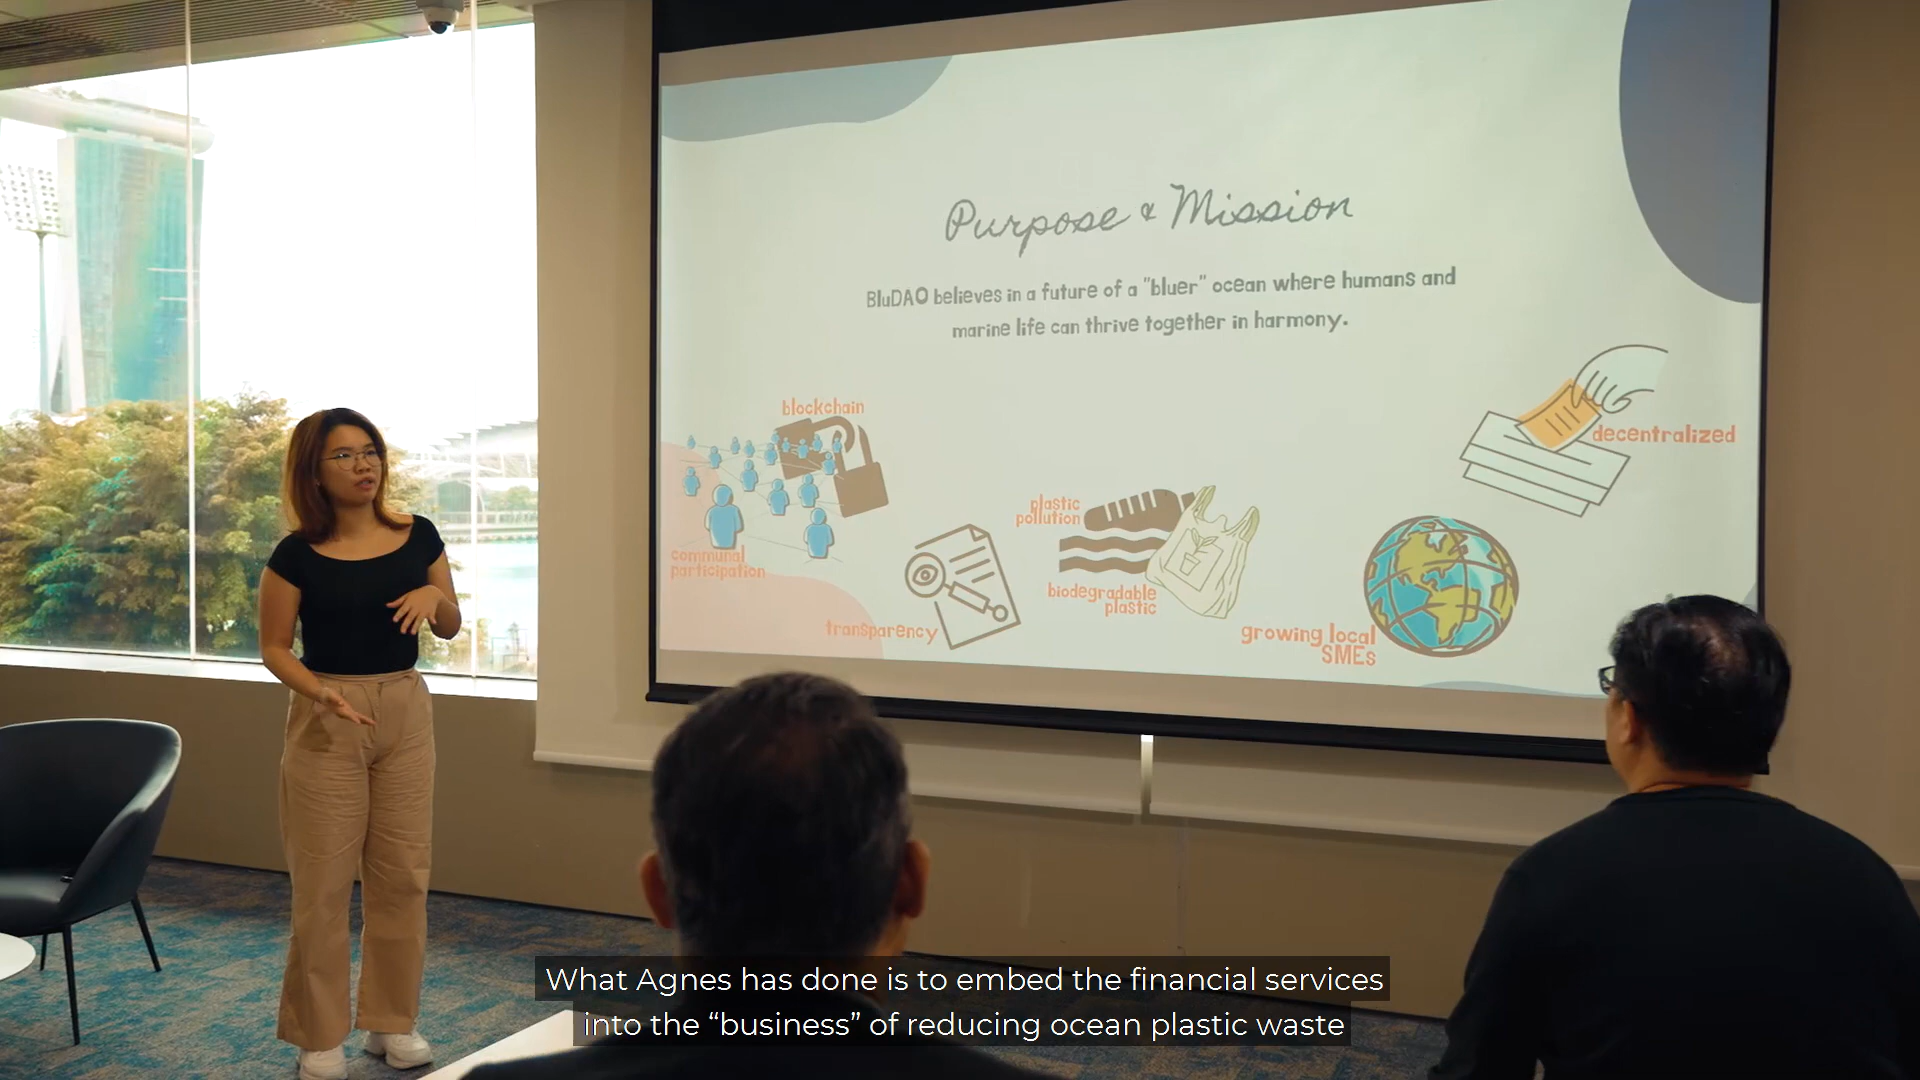 Purpose & Mission
BluDAO believes in a future of a "bluer" ocean where humans and
marine life can thrive together in harmony.
blockchain
communal
participation
transparency
plastic
pollution
biodegradable
plastic
growing local
SMEs
decentralized
What Agnes has done is to embed the financial services
into the “business” of reducing ocean plastic waste